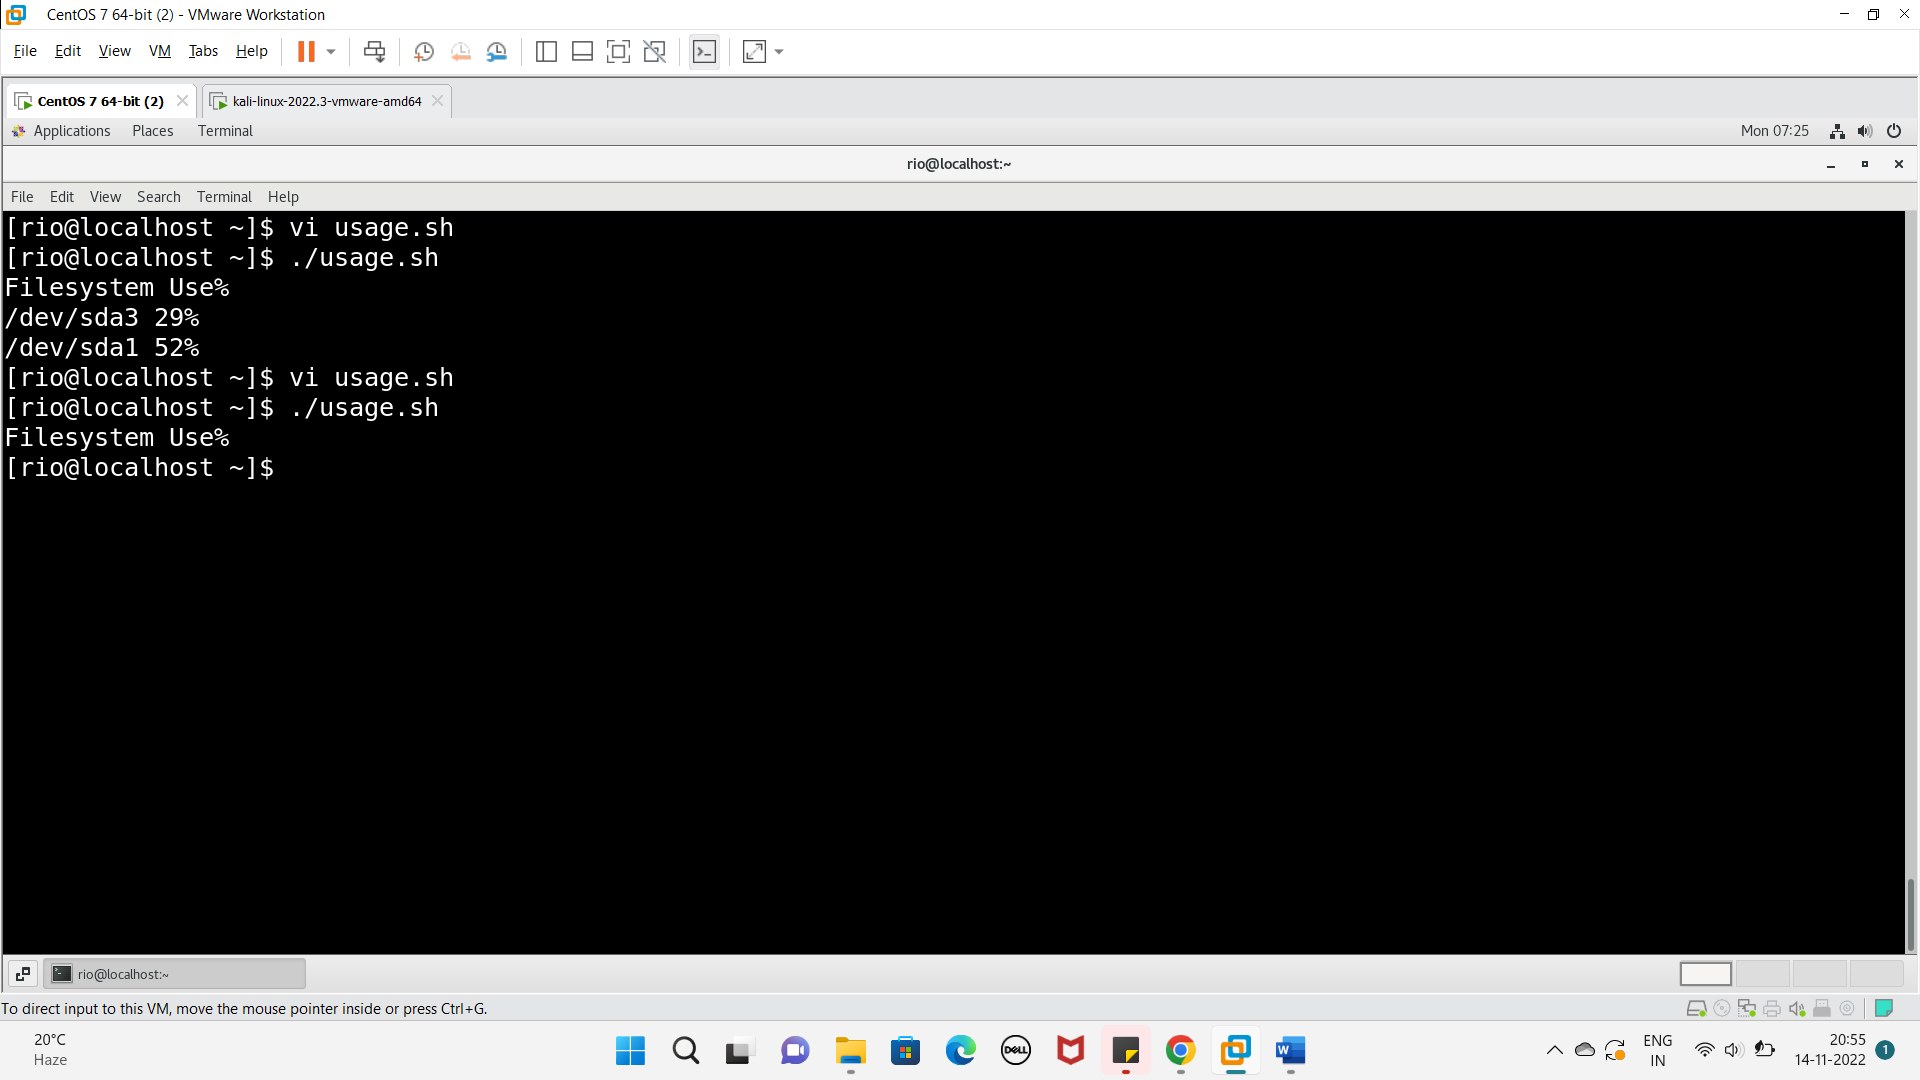 CentOS 7 64-bit (2) - VMware Workstation
File Edit View VM Tabs Help
CentOS 7 64-bit (2) kali-linux-2022.3-vmware-amd64
Applications Places Terminal Mon 07:25
rio@localhost:~
File Edit View Search Terminal Help
[rio@localhost ~]$ vi usage.sh
[rio@localhost ~]$ ./usage.sh
Filesystem Use%
/dev/sda3 29%
/dev/sda1 52%
[rio@localhost ~]$ vi usage.sh
[rio@localhost ~]$ ./usage.sh
Filesystem Use%
[rio@localhost ~]$
rio@localhost:~
To direct input to this VM, move the mouse pointer inside or press Ctrl+G.
20°C
Haze
DELL
W
ENG
IN
20:55
14-11-2022
1